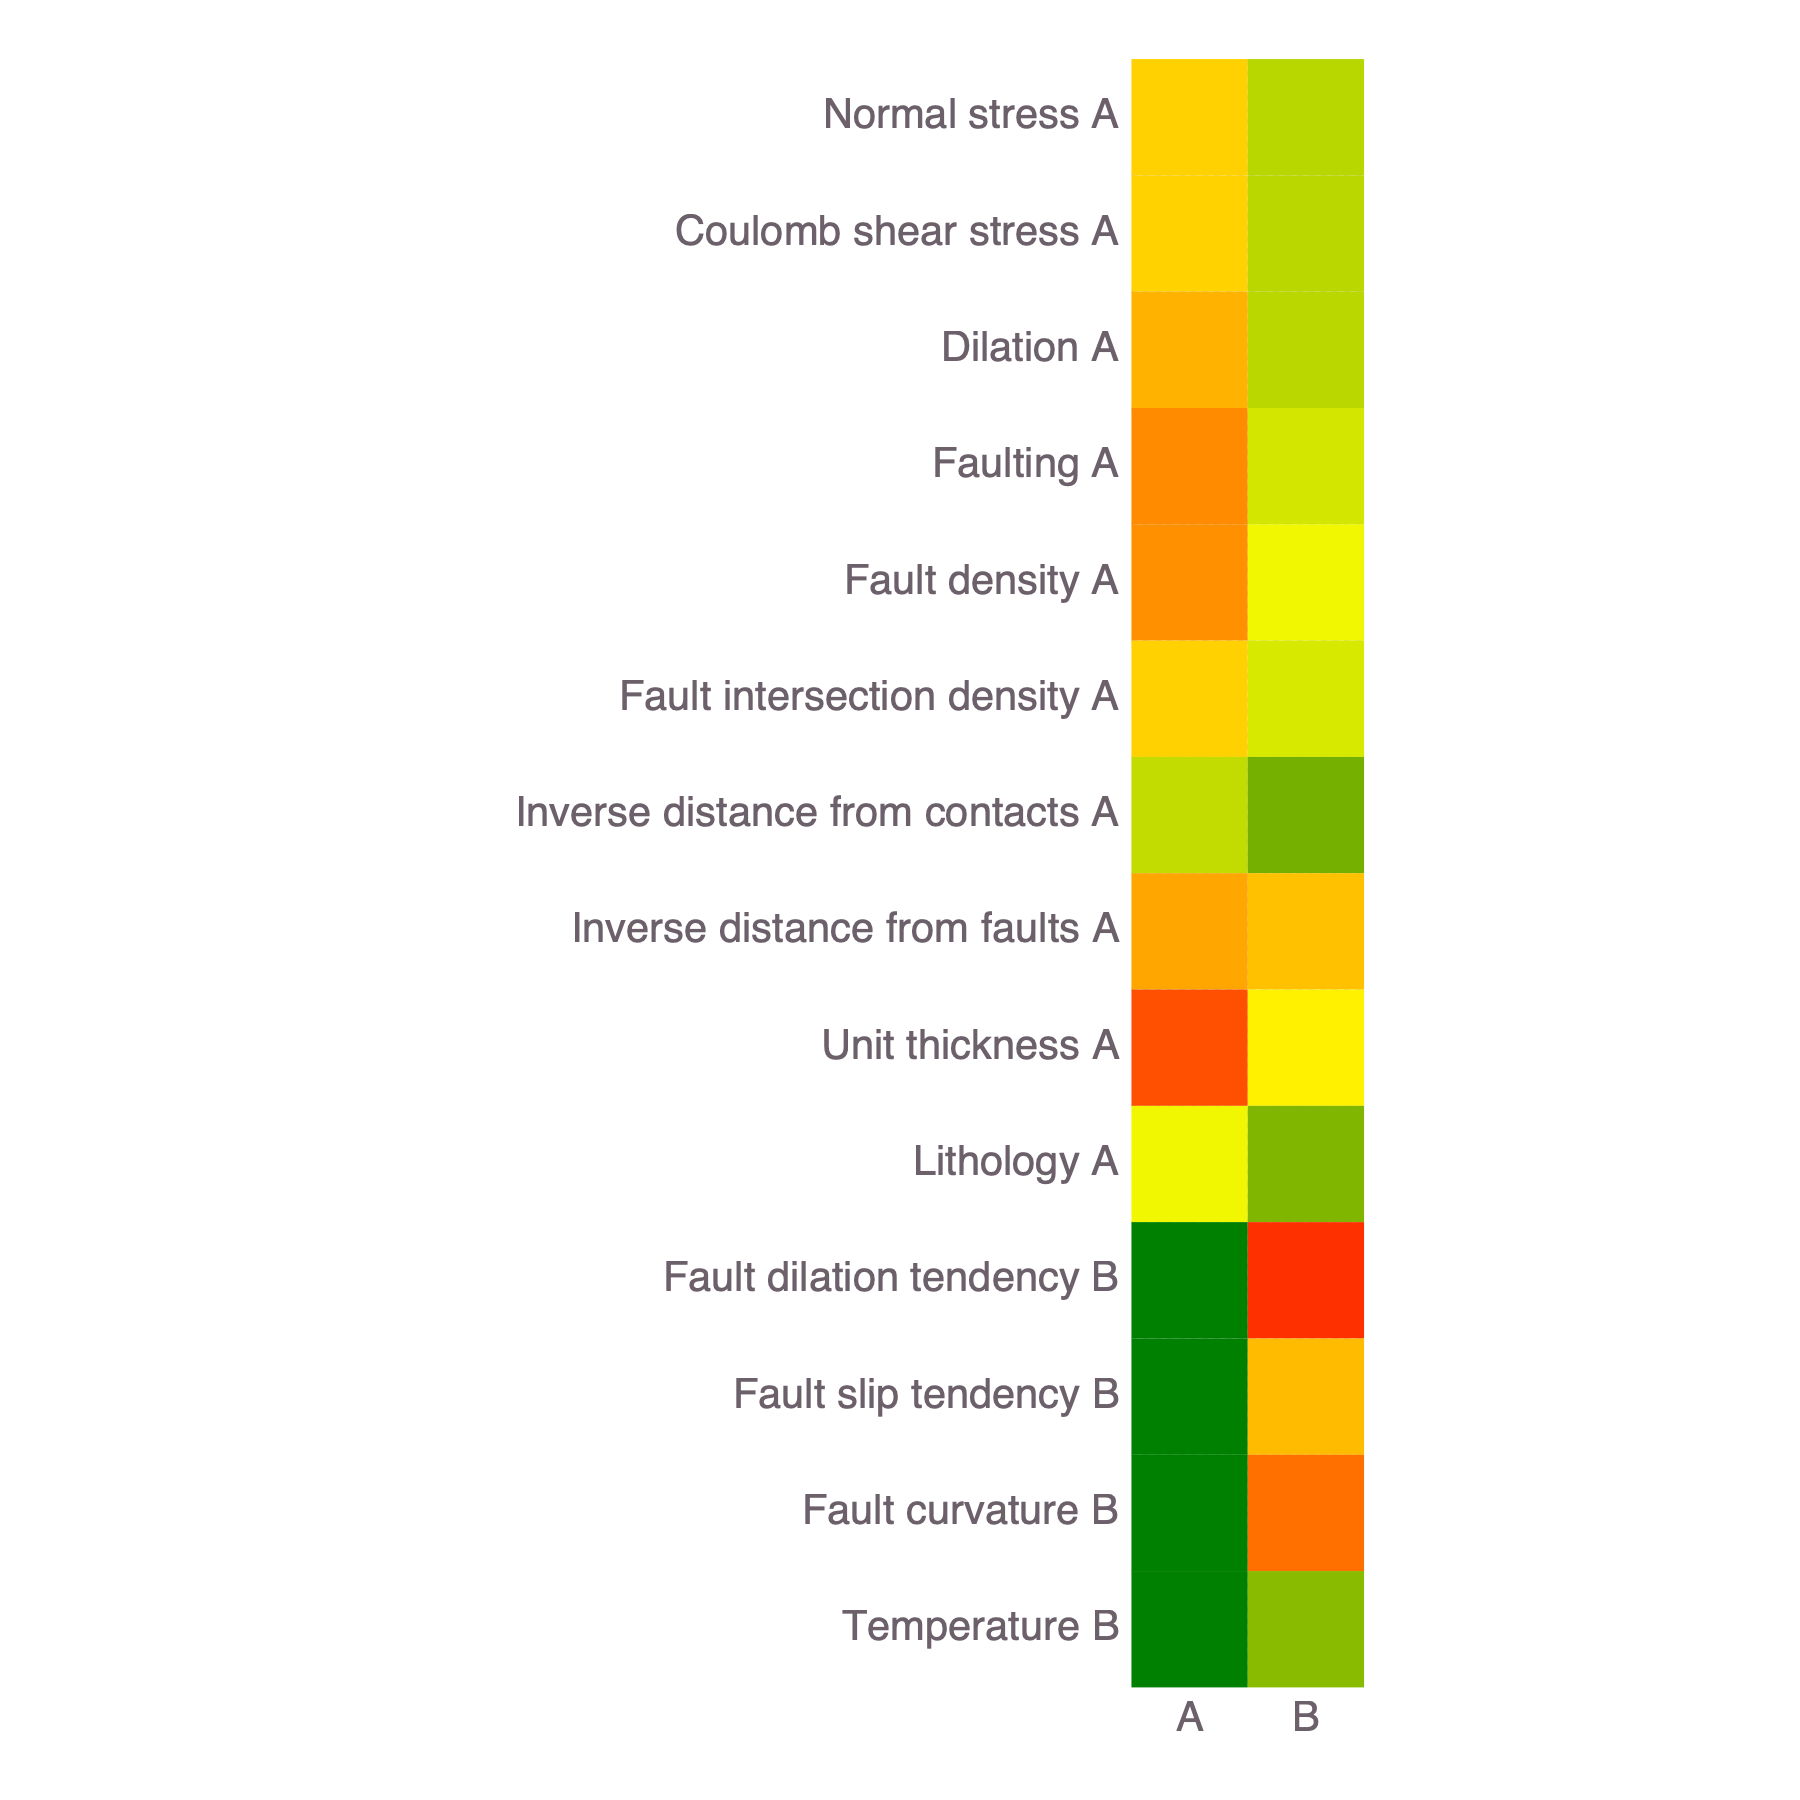 Normal stress A
Coulomb shear stress A
Dilation A
Faulting A
Fault density A
Fault intersection density A
Inverse distance from contacts A
Inverse distance from faults A
Unit thickness A
Lithology A
Fault dilation tendency B
Fault slip tendency B
Fault curvature B
Temperature B
A B